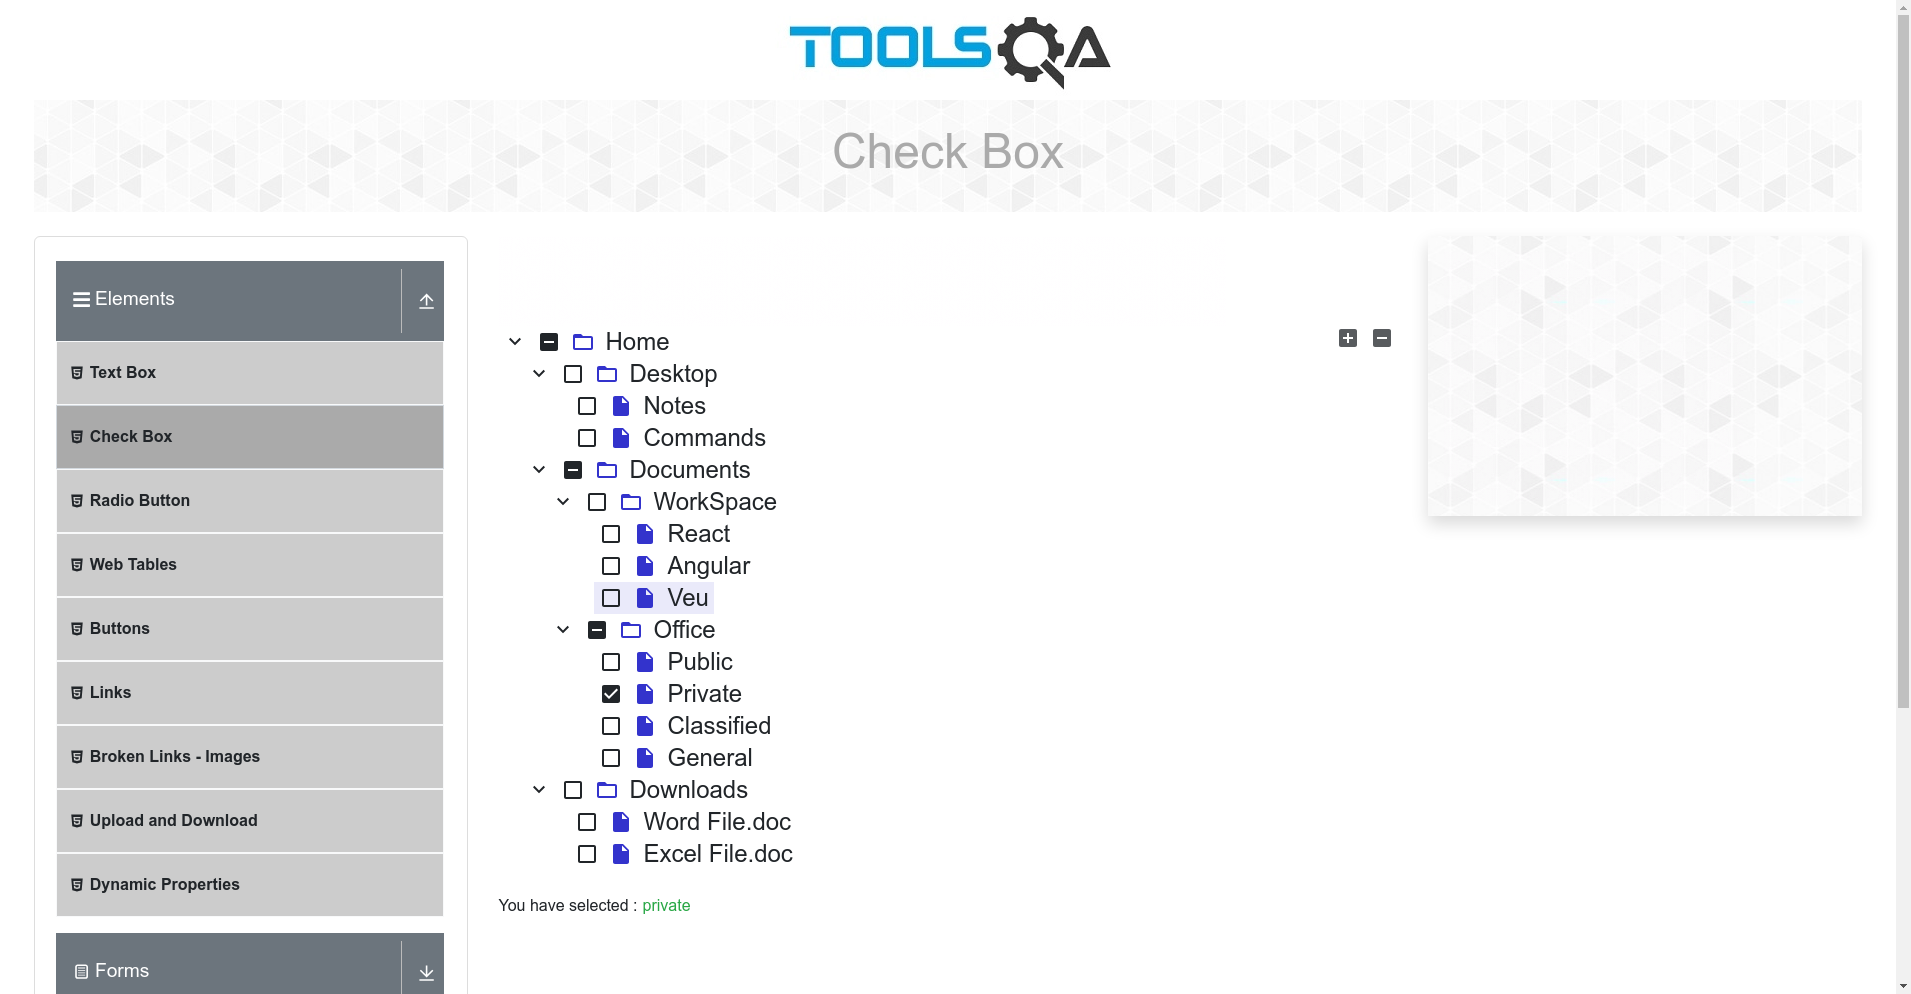 TOOLSQA
Check Box
Elements
Text Box
Check Box
Radio Button
Web Tables
Buttons
Links
Broken Links - Images
Upload and Download
Dynamic Properties
Forms
Home
Desktop
Notes
Commands
Documents
WorkSpace
React
Angular
Veu
Office
Public
Private
Classified
General
Downloads
Word File.doc
Excel File.doc
You have selected : private